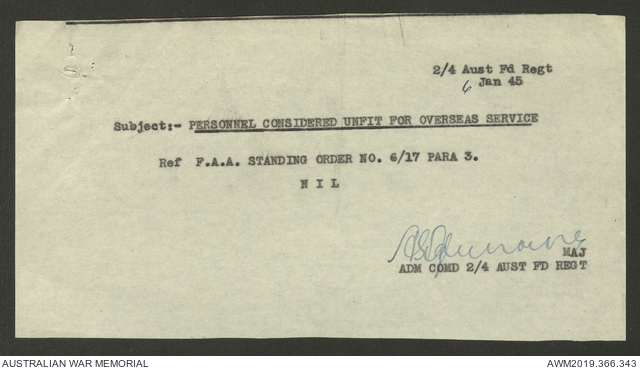 2/4 Aust Fd Regt
6 Jan 45
Subject:- PERSONNEL CONSIDERED UNFIT FOR OVERSEAS SERVICE
Ref F.A.A. STANDING ORDER NO. 6/17 PARA 3.
N I L
MAJ
ADM COMD 2/4 AUST FD REGT
AUSTRALIAN WAR MEMORIAL
AWM2019.366.343